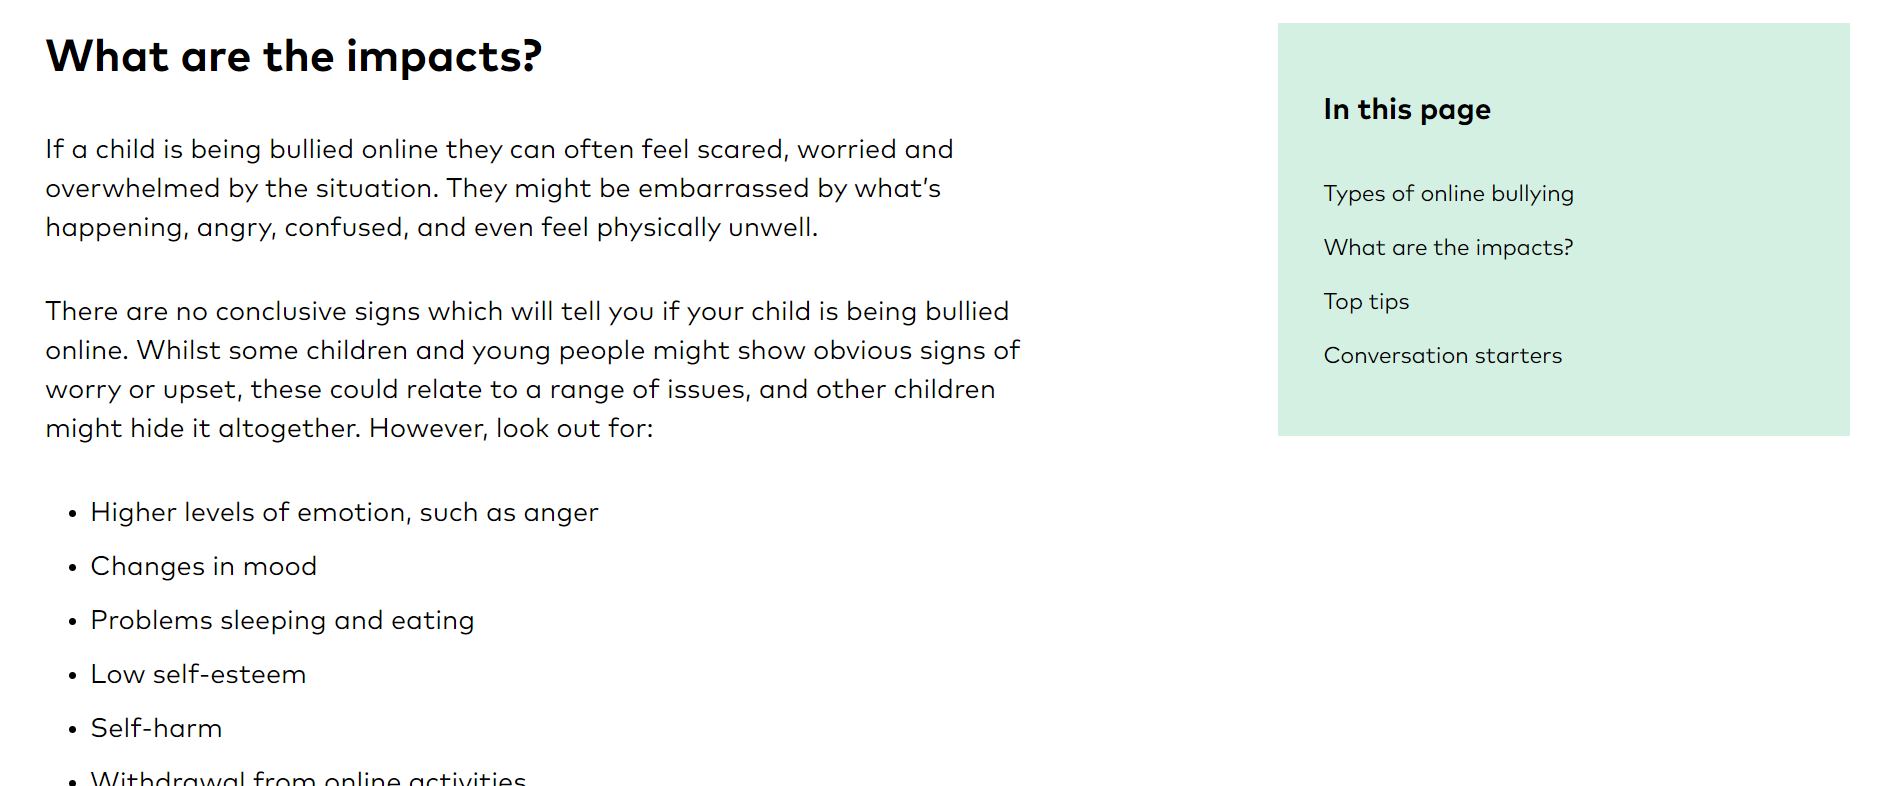 What are the impacts?
If a child is being bullied online they can often feel scared, worried and
overwhelmed by the situation. They might be embarrassed by what's
happening, angry, confused, and even feel physically unwell.
There are no conclusive signs which will tell you if your child is being bullied
online. Whilst some children and young people might show obvious signs of
worry or upset, these could relate to a range of issues, and other children
might hide it altogether. However, look out for:
• Higher levels of emotion, such as anger
• Changes in mood
• Problems sleeping and eating
• Low self-esteem
• Self-harm
• Withdrawal from online activities
In this page
Types of online bullying
What are the impacts?
Top tips
Conversation starters